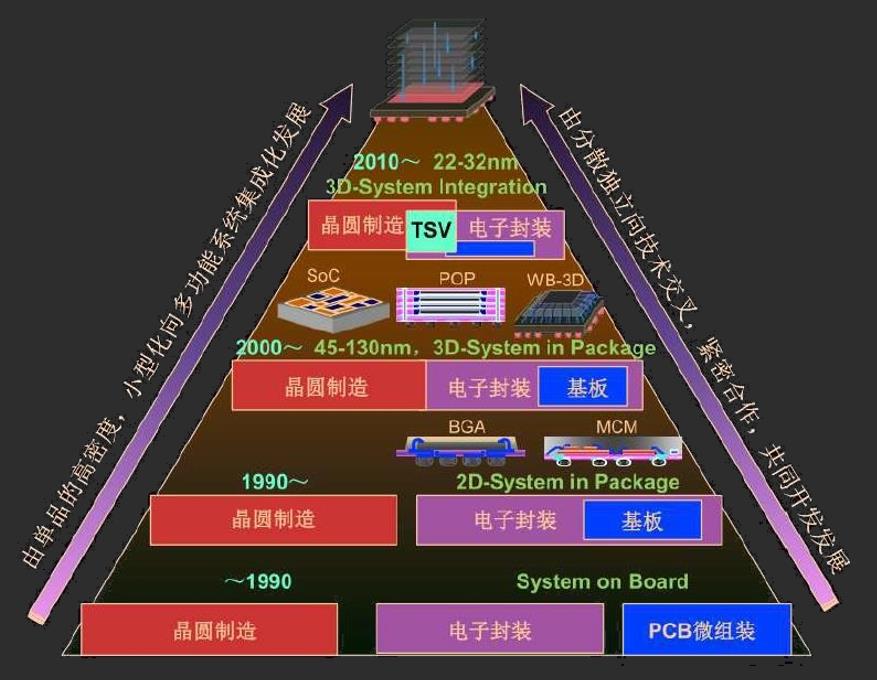 由单品的高密度，小型化向多功能系统集成化发展
由分散独立向技术交叉，紧密合作，共同开发发展
2010～ 22-32nm
3D-System Integration
晶圆制造 TSV 电子封装
SoC POP WB-3D
2000～ 45-130nm，3D-System in Package
晶圆制造 电子封装 基板
BGA MCM
1990～ 2D-System in Package
晶圆制造 电子封装 基板
～1990 System on Board
晶圆制造 电子封装 PCB微组装